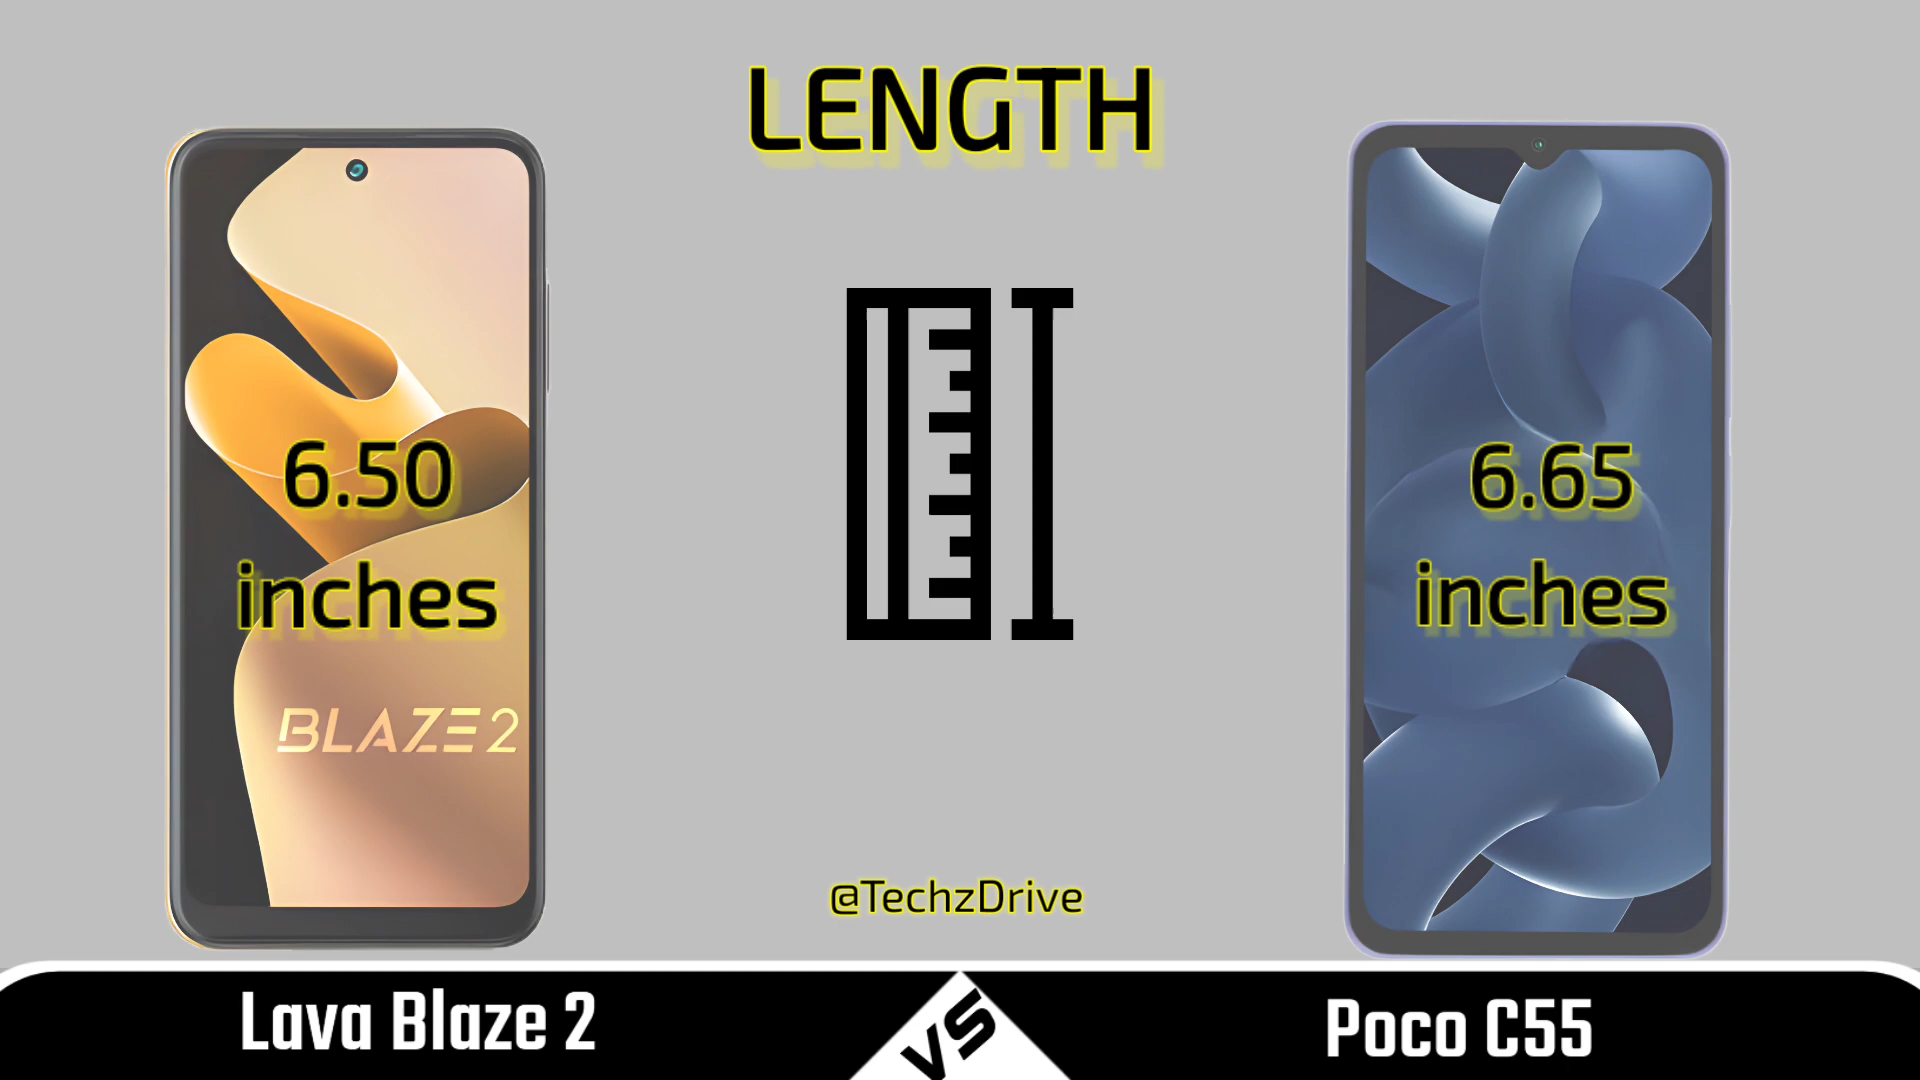 LENGTH
6.50
inches
BLAZE 2
6.65
inches
@TechzDrive
Lava Blaze 2
VS
Poco C55